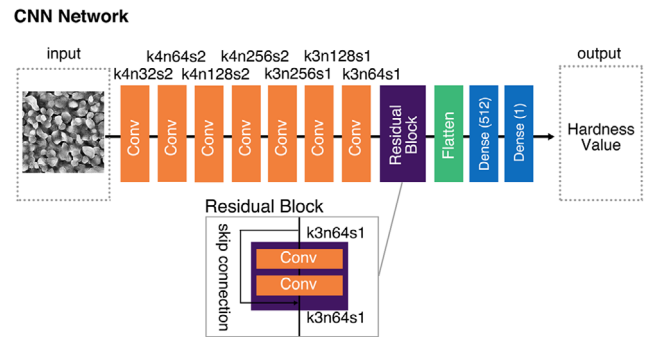 CNN Network
input
k4n64s2 k4n256s2 k3n128s1
output
k4n32s2 k4n128s2 k3n256s1 k3n64s1
Conv
Conv
Conv
Conv
Conv
Conv
Conv
Residual
Block
Flatten
Dense (512)
Dense (1)
Hardness
Value
Residual Block
skip connection
k3n64s1
Conv
Conv
k3n64s1